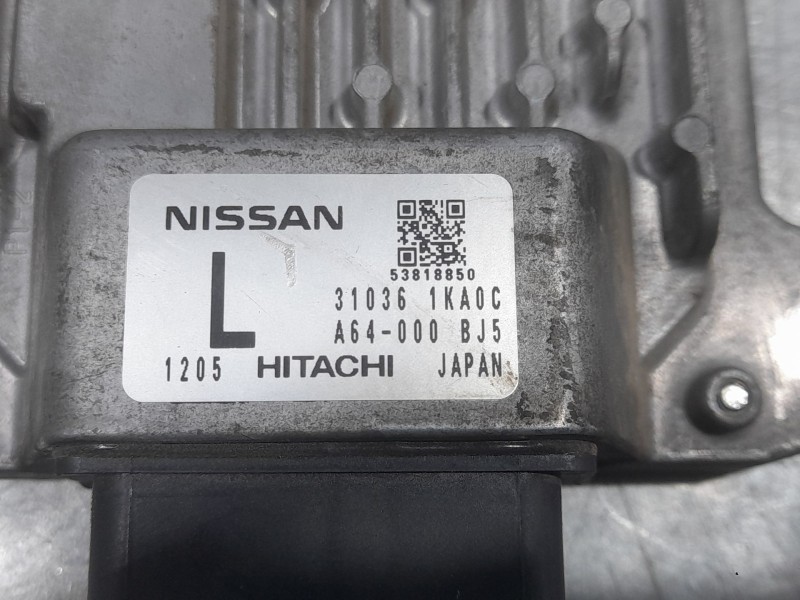 NISSAN
53818850
L
31036 1KA0C
A64-000 BJ5
1205 HITACHI JAPAN